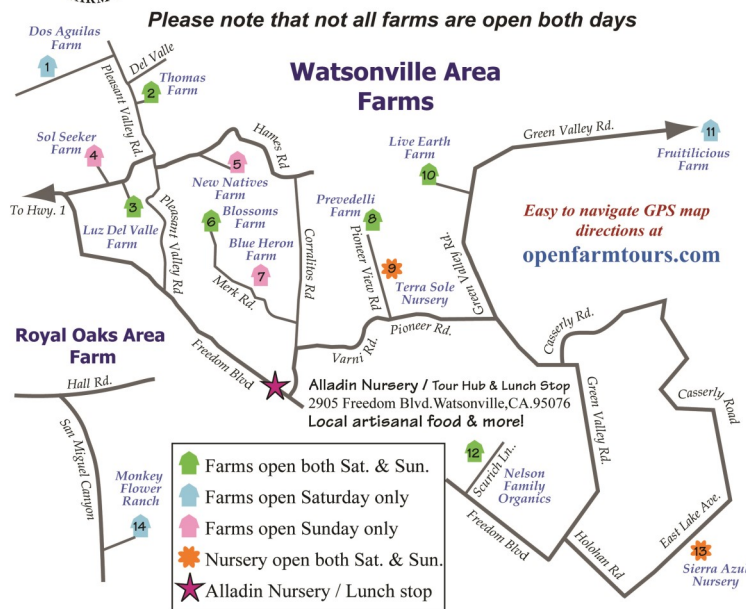 Please note that not all farms are open both days
Watsonville Area
Farms
Dos Aguilas
Farm
1
Del Valle
Pleasant Valley Rd.
2
Thomas
Farm
Sol Seeker
Farm
4
To Hwy. 1
3
Luz Del Valle
Farm
Pleasant Valley Rd
Hames Rd
5
New Natives
Farm
6
Blossoms
Farm
Blue Heron
Farm
7
Merk Rd.
Corralitos Rd
Freedom Blvd
Prevedelli
Farm
8
Pioneer View Rd
9
Terra Sole
Nursery
Varni Rd.
Pioneer Rd.
Live Earth
Farm
10
Green Valley Rd.
Green Valley Rd.
11
Fruitilicious
Farm
Easy to navigate GPS map
directions at
openfarmtours.com
Casserly Rd.
Casserly Road
Green Valley Rd.
Alladin Nursery / Tour Hub & Lunch Stop
2905 Freedom Blvd.Watsonville,CA.95076
Local artisanal food & more!
12
Scurich Ln..
Nelson
Family
Organics
Freedom Blvd
Holohan Rd
East Lake Ave.
13
Sierra Azul
Nursery
Royal Oaks Area
Farm
Hall Rd.
San Miguel Canyon
Monkey
Flower
Ranch
14
Farms open both Sat. & Sun.
Farms open Saturday only
Farms open Sunday only
Nursery open both Sat. & Sun.
Alladin Nursery / Lunch stop